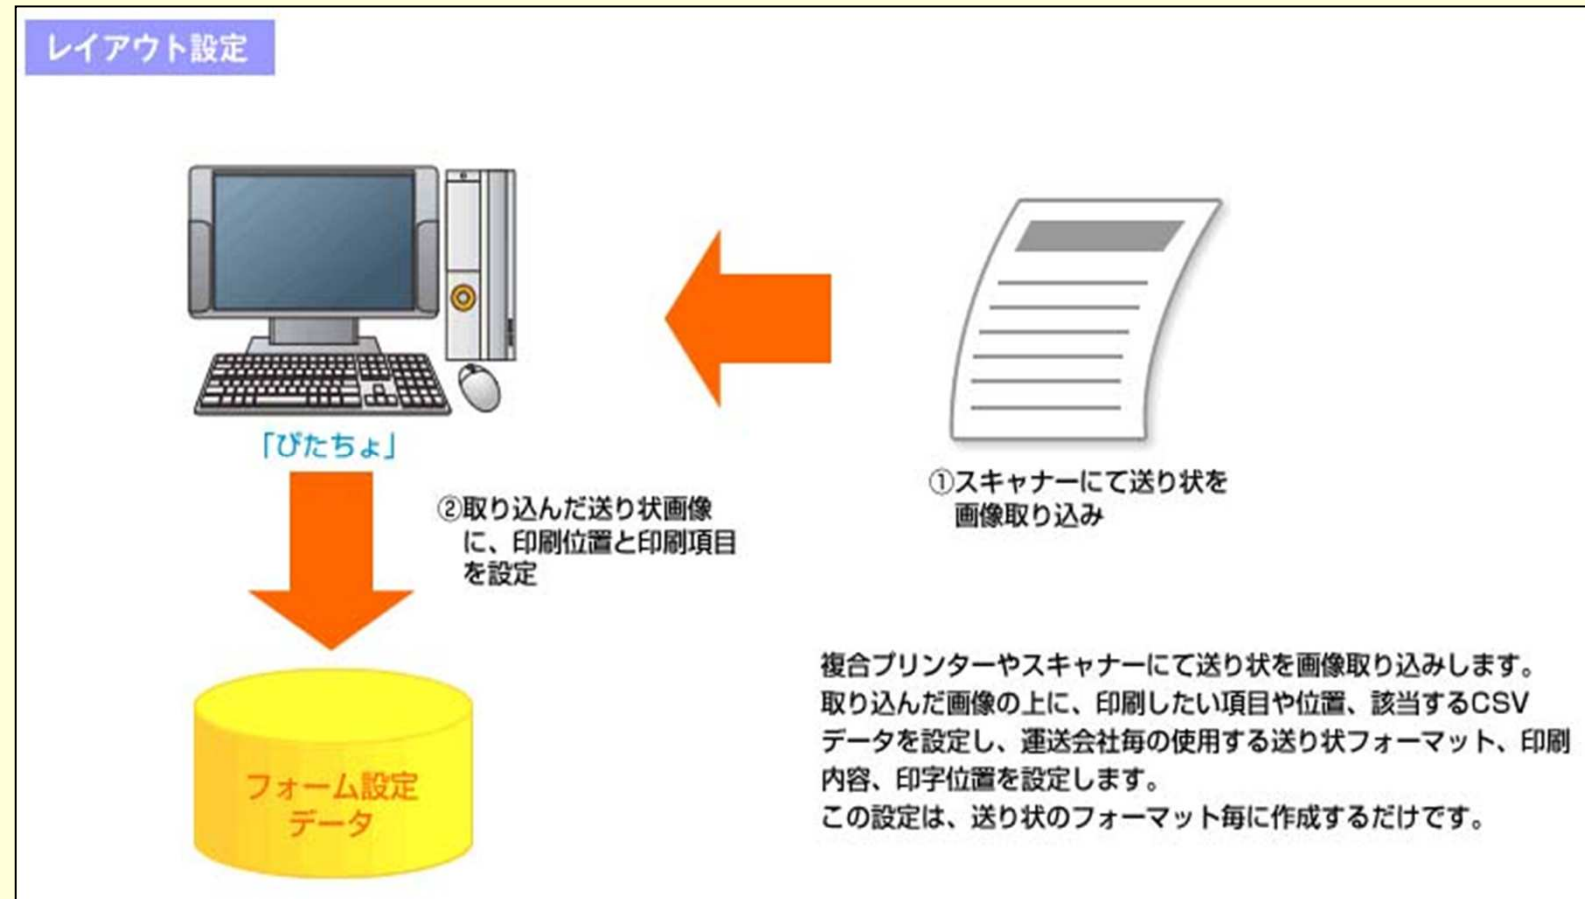 レイアウト設定
「ぴたちょ」
①スキャナーにて送り状を
画像取り込み
②取り込んだ送り状画像
に、印刷位置と印刷項目
を設定
フォーム設定
データ
複合プリンターやスキャナーにて送り状を画像取り込みします。
取り込んだ画像の上に、印刷したい項目や位置、該当するCSV
データを設定し、運送会社毎の使用する送り状フォーマット、印刷
内容、印字位置を設定します。
この設定は、送り状のフォーマット毎に作成するだけです。